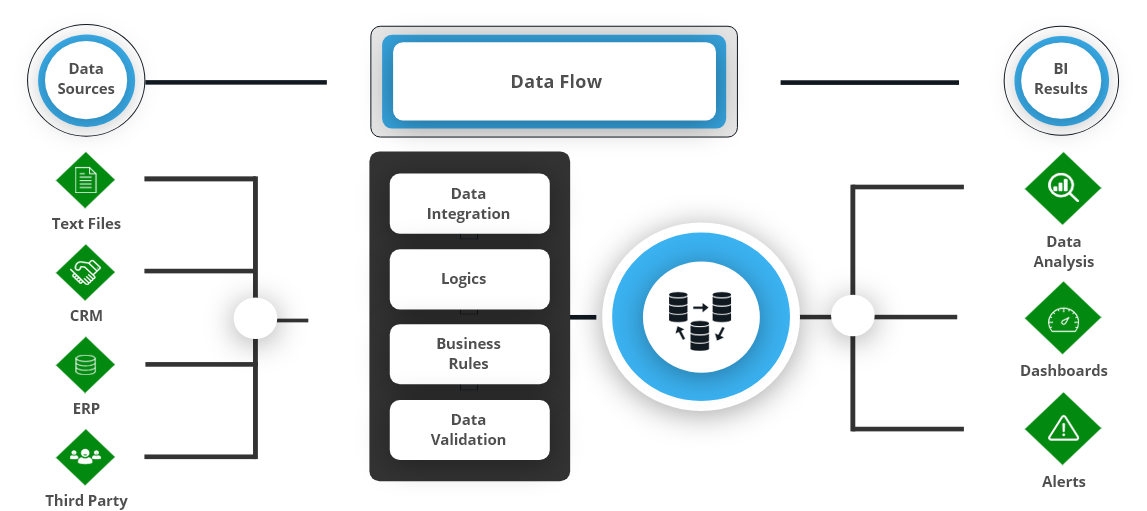 Data
Sources
Data Flow
BI
Results
Text Files
CRM
ERP
Third Party
Data
Integration
Logics
Business
Rules
Data
Validation
Data
Analysis
Dashboards
Alerts